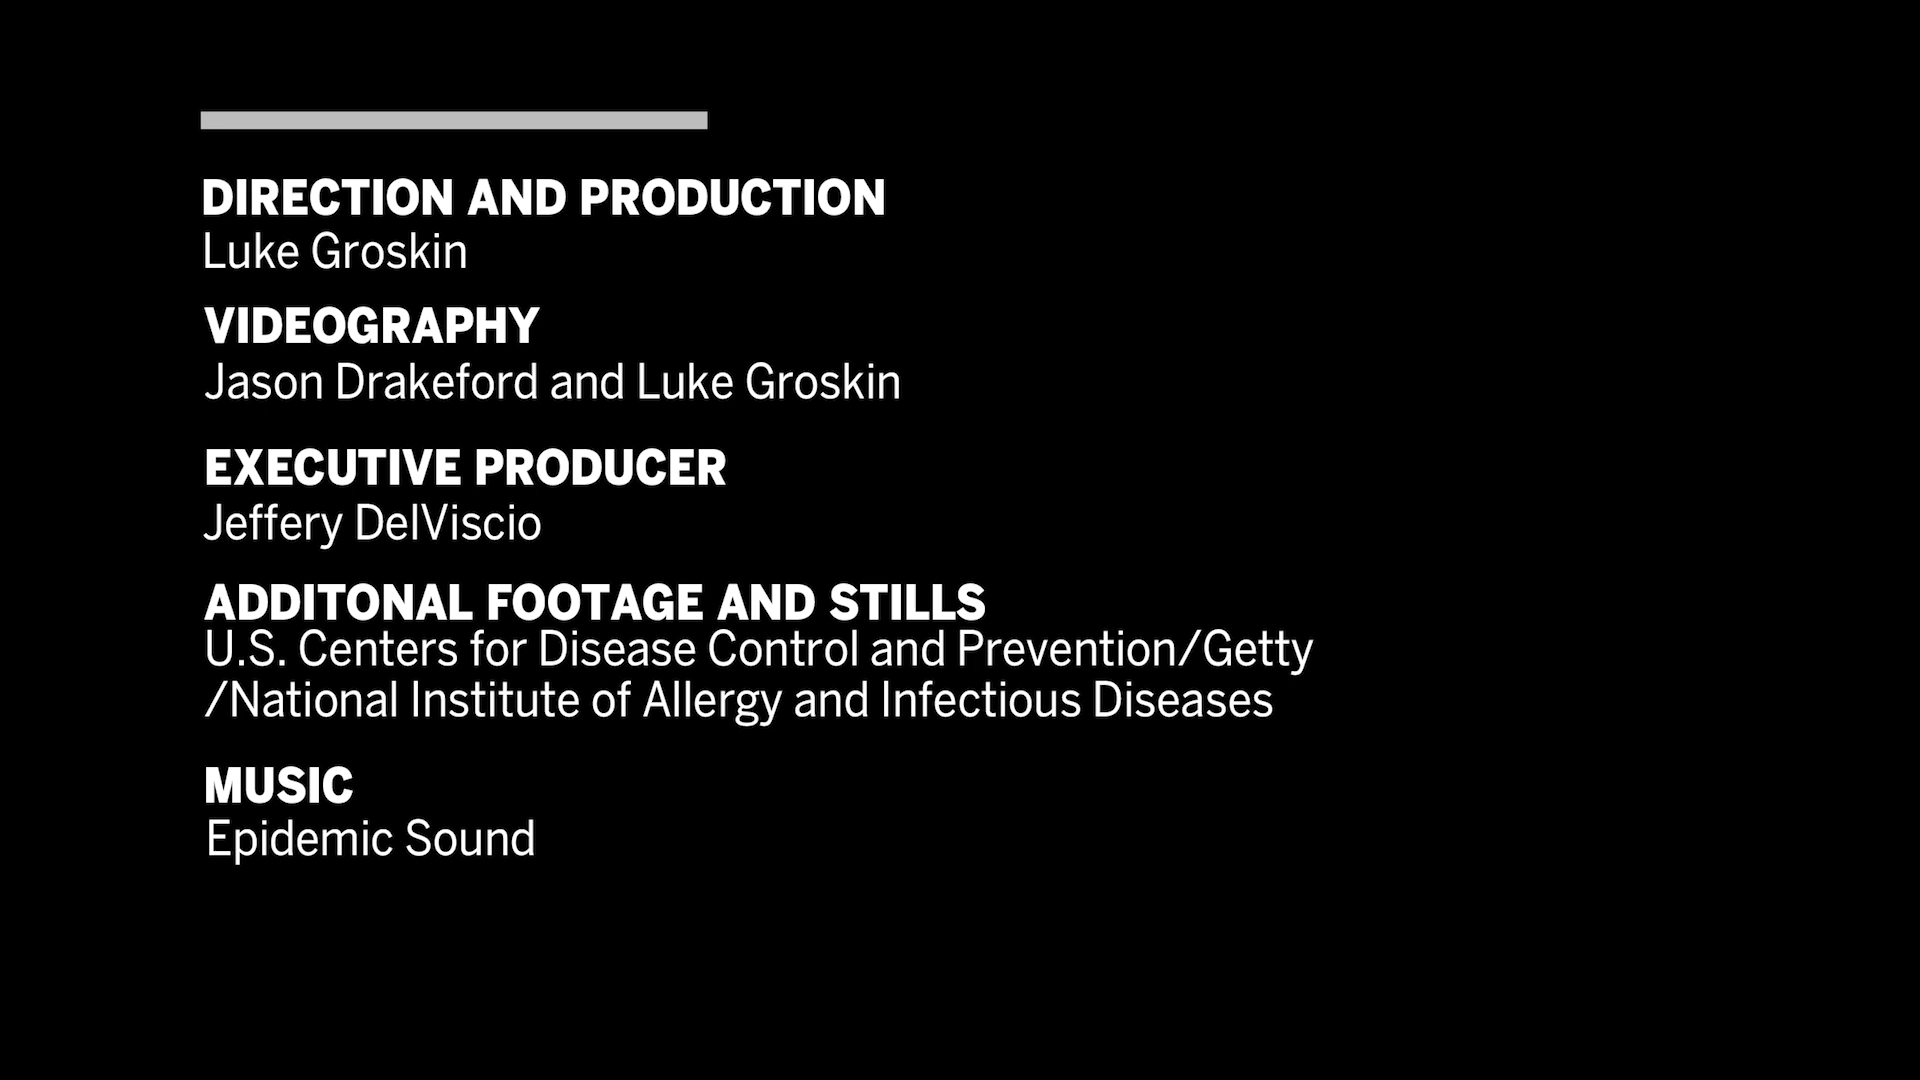 DIRECTION AND PRODUCTION
Luke Groskin
VIDEOGRAPHY
Jason Drakeford and Luke Groskin
EXECUTIVE PRODUCER
Jeffery DelViscio
ADDITONAL FOOTAGE AND STILLS
U.S. Centers for Disease Control and Prevention/Getty
/National Institute of Allergy and Infectious Diseases
MUSIC
Epidemic Sound